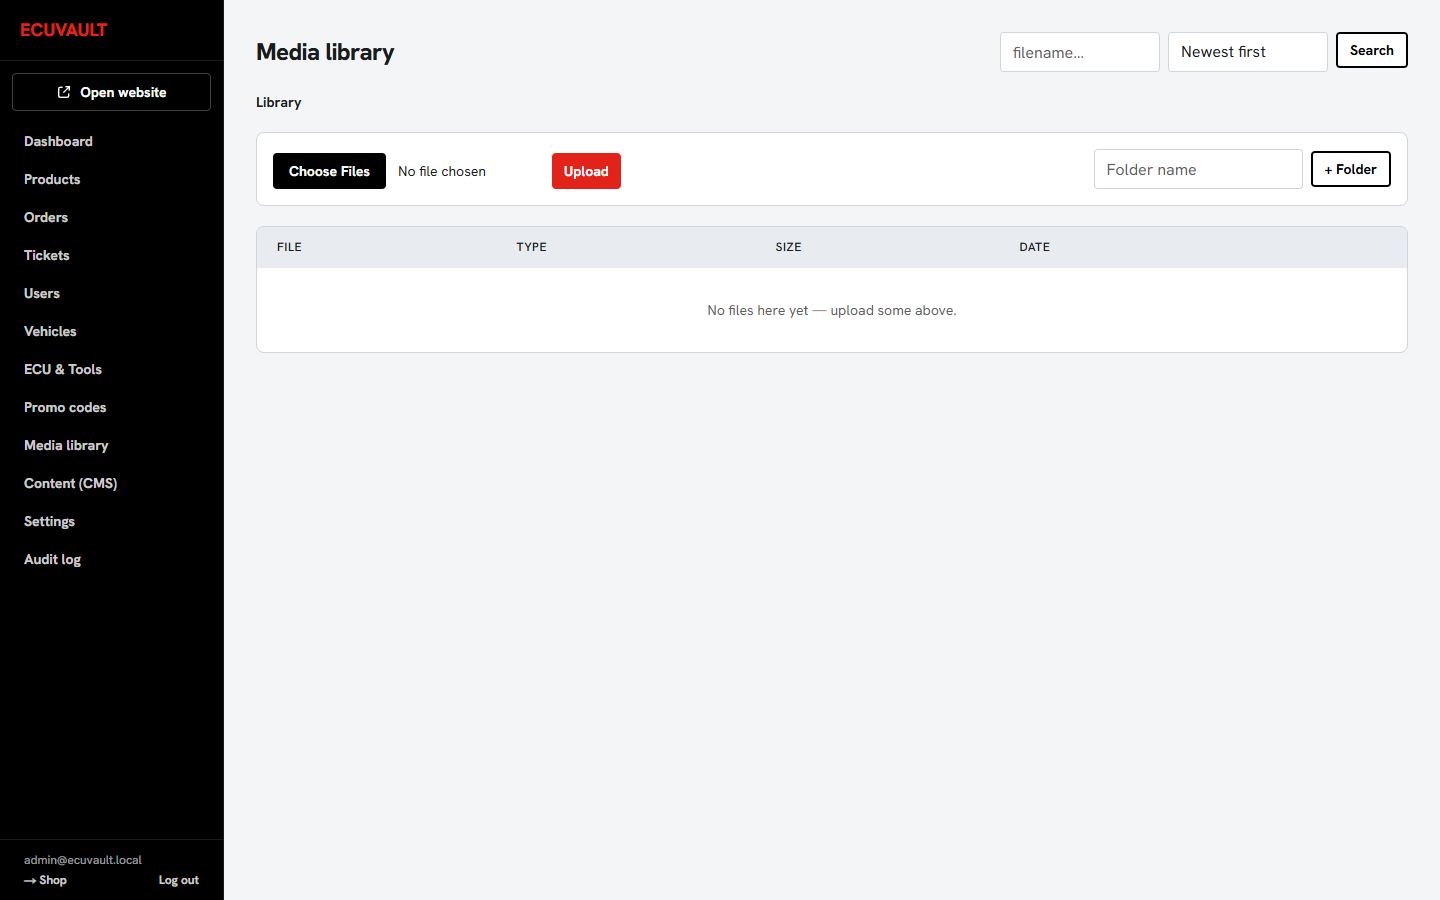 ECUVAULT
Open website
Dashboard
Products
Orders
Tickets
Users
Vehicles
ECU & Tools
Promo codes
Media library
Content (CMS)
Settings
Audit log
admin@ecuvault.local
→ Shop
Log out
Media library
filename...
Newest first
Search
Library
Choose Files
No file chosen
Upload
Folder name
+ Folder
FILE
TYPE
SIZE
DATE
No files here yet — upload some above.